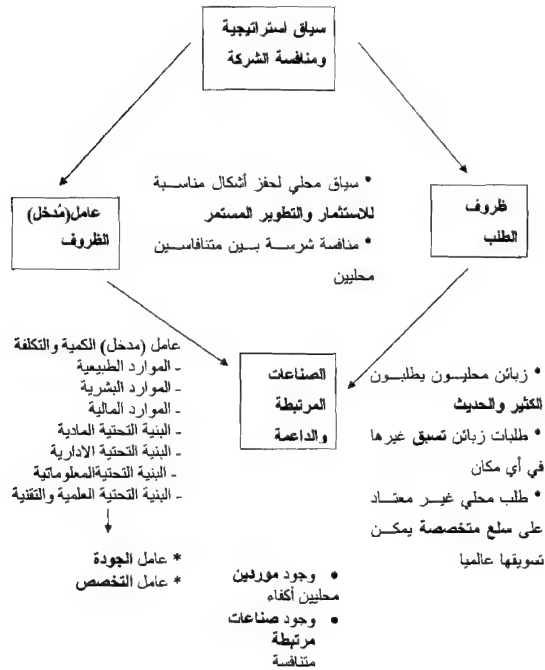 سياق استراتيجية
ومنافسة الشركة
* سياق محلي لحفز أشكال مناسبة
للاستثمار والتطوير المستمر
* منافسة شرسة بين متنافاسين
محليين
ظروف
الطلب
عامل(مُدخل)
الظروف
* زبائن محليون يطلبون
الكثير والحديث
* طلبات زبائن تسبق غيرها
في أي مكان
* طلب محلي غير معتاد
على سلع متخصصة يمكن
تسويقها عالميا
الصناعات
المرتبطة
والداعمة
عامل (مدخل) الكمية والتكلفة
- الموارد الطبيعية
- الموارد البشرية
- الموارد المالية
- البنية التحتية المادية
- البنية التحتية الادارية
- البنية التحتيةالمعلوماتية
- البنية التحتية العلمية والتقنية
* عامل الجودة
* عامل التخصص
• وجود موردين
محليين أكفاء
• وجود صناعات
مرتبطة
متنافسة